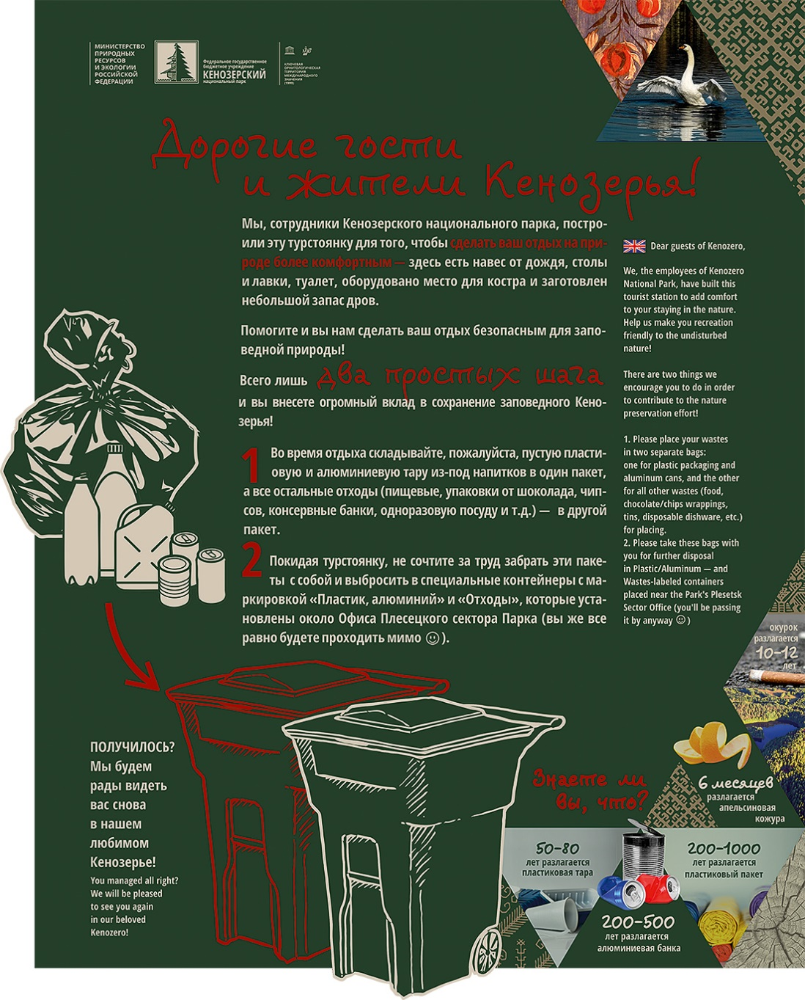 МИНИСТЕРСТВО
ПРИРОДНЫХ
РЕСУРСОВ
И ЭКОЛОГИИ
РОССИЙСКОЙ
ФЕДЕРАЦИИ
Федеральное государственное
бюджетное учреждение
КЕНОЗЕРСКИЙ
национальный парк
КЛЮЧЕВАЯ
ОРНИТОЛОГИЧЕСКАЯ
ТЕРРИТОРИЯ
МЕЖДУНАРОДНОГО
ЗНАЧЕНИЯ
Дорогие гости
и жители Кенозерья!
Мы, сотрудники Кенозерского национального парка, постро-
или эту турстоянку для того, чтобы сделать ваш отдых на при-
роде более комфортным — здесь есть навес от дождя, столы
и лавки, туалет, оборудовано место для костра и заготовлен
небольшой запас дров.
Помогите и вы нам сделать ваш отдых безопасным для запо-
ведной природы!
Всего лишь два простых шага
и вы внесете огромный вклад в сохранение заповедного Кено-
зерья!
1 Во время отдыха складывайте, пожалуйста, пустую пласти-
овую и алюминиевую тару из-под напитков в один пакет,
а все остальные отходы (пищевые, упаковки от шоколада, чип-
сов, консервные банки, одноразовую посуду и т.д.) — в другой
пакет.
2 Покидая турстоянку, не сочтите за труд забрать эти паке-
ты с собой и выбросить в специальные контейнеры с ма-
ркировкой «Пластик, алюминий» и «Отходы», которые уста-
новлены около Офиса Плесецкого сектора Парка (вы же все
равно будете проходить мимо ☺).
Dear guests of Kenozero,
We, the employees of Kenozero
National Park, have built this
tourist station to add comfort
to your staying in the nature.
Help us make you recreation
friendly to the undisturbed
nature!
There are two things we
encourage you to do in order
to contribute to the nature
preservation effort!
1. Please place your wastes
in two separate bags:
one for plastic packaging and
aluminum cans, and the other
for all other wastes (food,
chocolate/chips wrappings,
tins, disposable dishware, etc.)
for placing.
2. Please take these bags with
you for further disposal
in Plastic/Aluminum — and
Wastes-labeled containers
placed near the Park's Plesetsk
Sector Office (you'll be passing
it by anyway ☺)
окурок
разлагается
10-12
лет
ПОЛУЧИЛОСЬ?
Мы будем
рады видеть
вас снова
в нашем
любимом
Кенозерье!
You managed all right?
We will be pleased
to see you again
in our beloved
Kenozero!
Знаете ли
вы, что?
6 месяцев
разлагается
апельсиновая
кожура
50-80
лет разлагается
пластиковая тара
200-1000
лет разлагается
пластиковый пакет
200-500
лет разлагается
алюминиевая банка